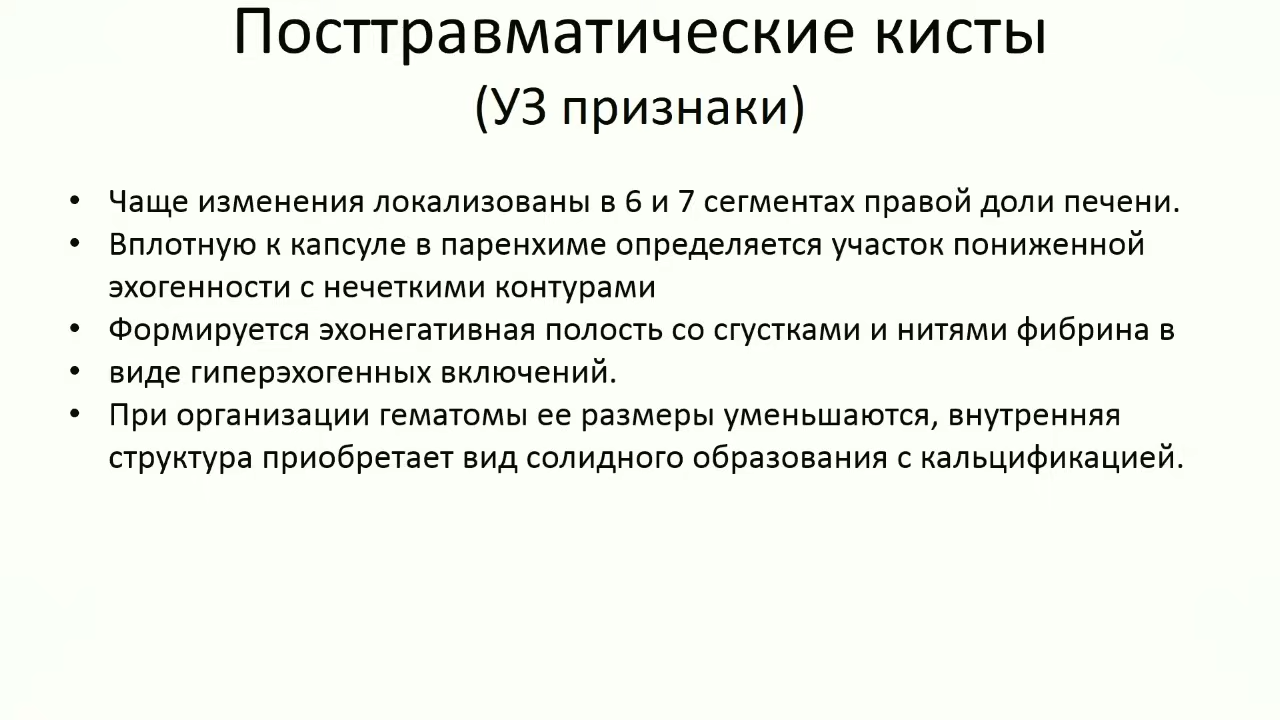 Посттравматические кисты
(УЗ признаки)
• Чаще изменения локализованы в 6 и 7 сегментах правой доли печени.
• Вплотную к капсуле в паренхиме определяется участок пониженной
эхогенности с нечеткими контурами
• Формируется эхонегативная полость со сгустками и нитями фибрина в
• виде гиперэхогенных включений.
• При организации гематомы ее размеры уменьшаются, внутренняя
структура приобретает вид солидного образования с кальцификацией.